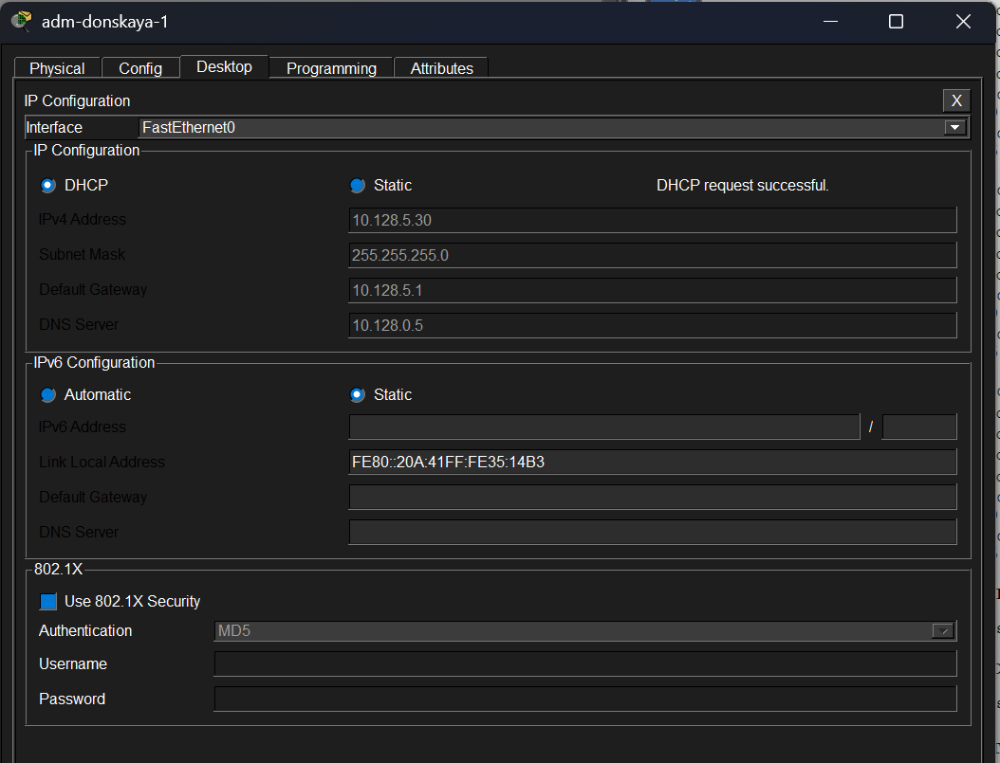 adm-donskaya-1
Physical Config Desktop Programming Attributes
IP Configuration X
Interface FastEthernet0
IP Configuration
DHCP Static DHCP request successful.
IPv4 Address 10.128.5.30
Subnet Mask 255.255.255.0
Default Gateway 10.128.5.1
DNS Server 10.128.0.5
IPv6 Configuration
Automatic Static
IPv6 Address /
Link Local Address FE80::20A:41FF:FE35:14B3
Default Gateway
DNS Server
802.1X
Use 802.1X Security
Authentication MD5
Username
Password